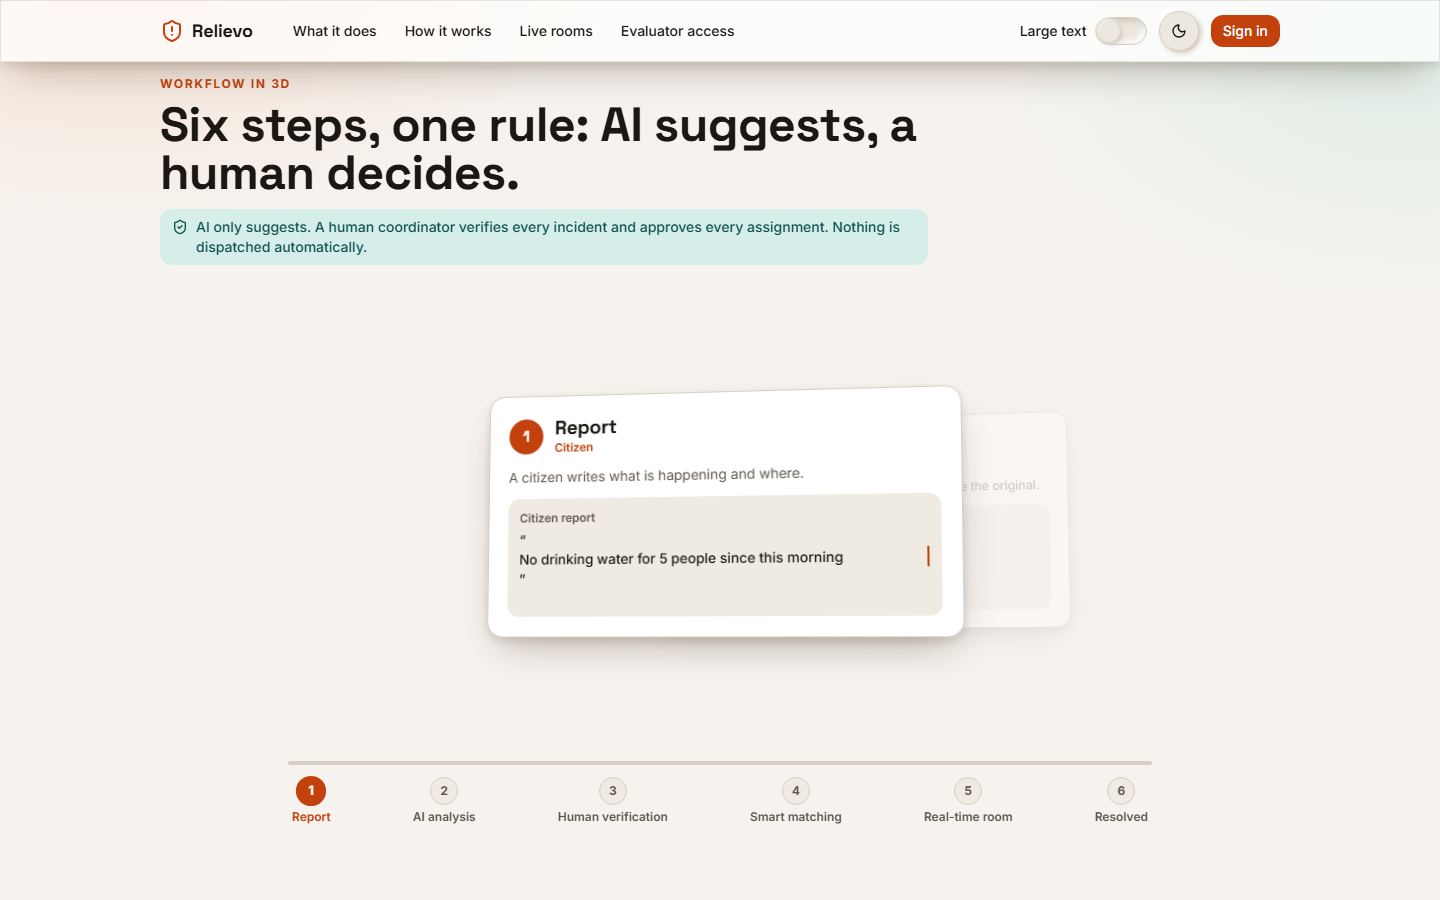 Relievo
What it does
How it works
Live rooms
Evaluator access
Large text
Sign in
WORKFLOW IN 3D
Six steps, one rule: AI suggests, a
human decides.
AI only suggests. A human coordinator verifies every incident and approves every assignment. Nothing is
dispatched automatically.
1
Report
Citizen
A citizen writes what is happening and where.
Citizen report
“
No drinking water for 5 people since this morning
”
the original.
1
Report
2
AI analysis
3
Human verification
4
Smart matching
5
Real-time room
6
Resolved